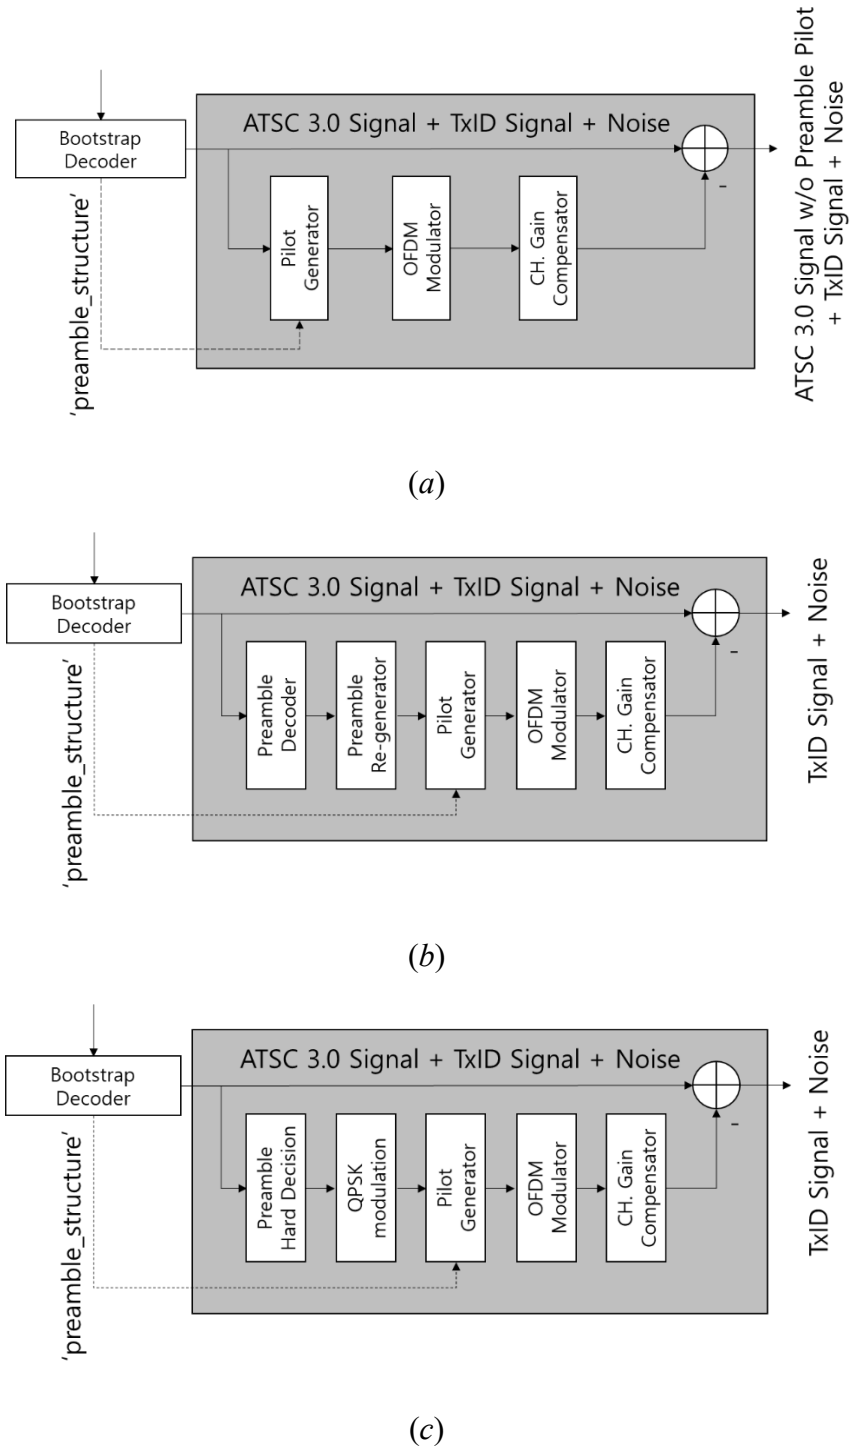 ATSC 3.0 Signal + TxID Signal + Noise
Bootstrap
Decoder
'preamble_structure'
Pilot
Generator
OFDM
Modulator
CH. Gain
Compensator
-
ATSC 3.0 Signal w/o Preamble Pilot
+ TxID Signal + Noise
(a)
ATSC 3.0 Signal + TxID Signal + Noise
Bootstrap
Decoder
'preamble_structure'
Preamble
Decoder
Preamble
Re-generator
Pilot
Generator
OFDM
Modulator
CH. Gain
Compensator
-
TxID Signal + Noise
(b)
ATSC 3.0 Signal + TxID Signal + Noise
Bootstrap
Decoder
'preamble_structure'
Preamble
Hard Decision
QPSK
modulation
Pilot
Generator
OFDM
Modulator
CH. Gain
Compensator
-
TxID Signal + Noise
(c)